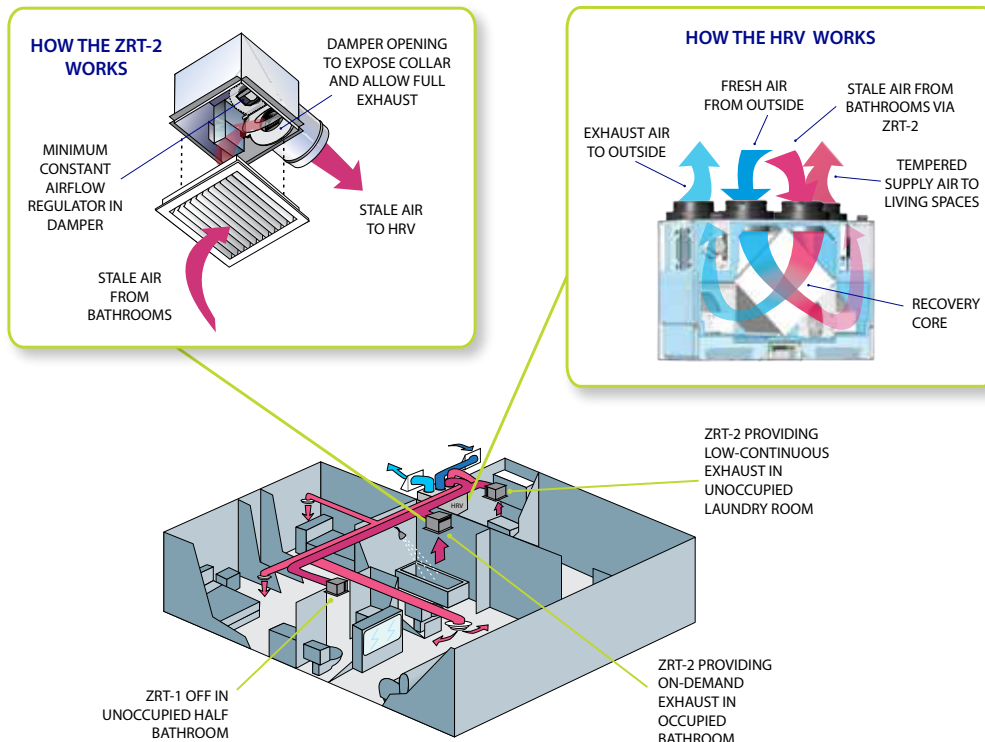 HOW THE ZRT-2
WORKS
DAMPER OPENING
TO EXPOSE COLLAR
AND ALLOW FULL
EXHAUST
MINIMUM
CONSTANT
AIRFLOW
REGULATOR IN
DAMPER
STALE AIR
TO HRV
STALE AIR
FROM
BATHROOMS
HOW THE HRV WORKS
FRESH AIR
FROM OUTSIDE
STALE AIR FROM
BATHROOMS VIA
ZRT-2
EXHAUST AIR
TO OUTSIDE
TEMPERED
SUPPLY AIR TO
LIVING SPACES
RECOVERY
CORE
ZRT-2 PROVIDING
LOW-CONTINUOUS
EXHAUST IN
UNOCCUPIED
LAUNDRY ROOM
HRV
ZRT-1 OFF IN
UNOCCUPIED HALF
BATHROOM
ZRT-2 PROVIDING
ON-DEMAND
EXHAUST IN
OCCUPIED
BATHROOM